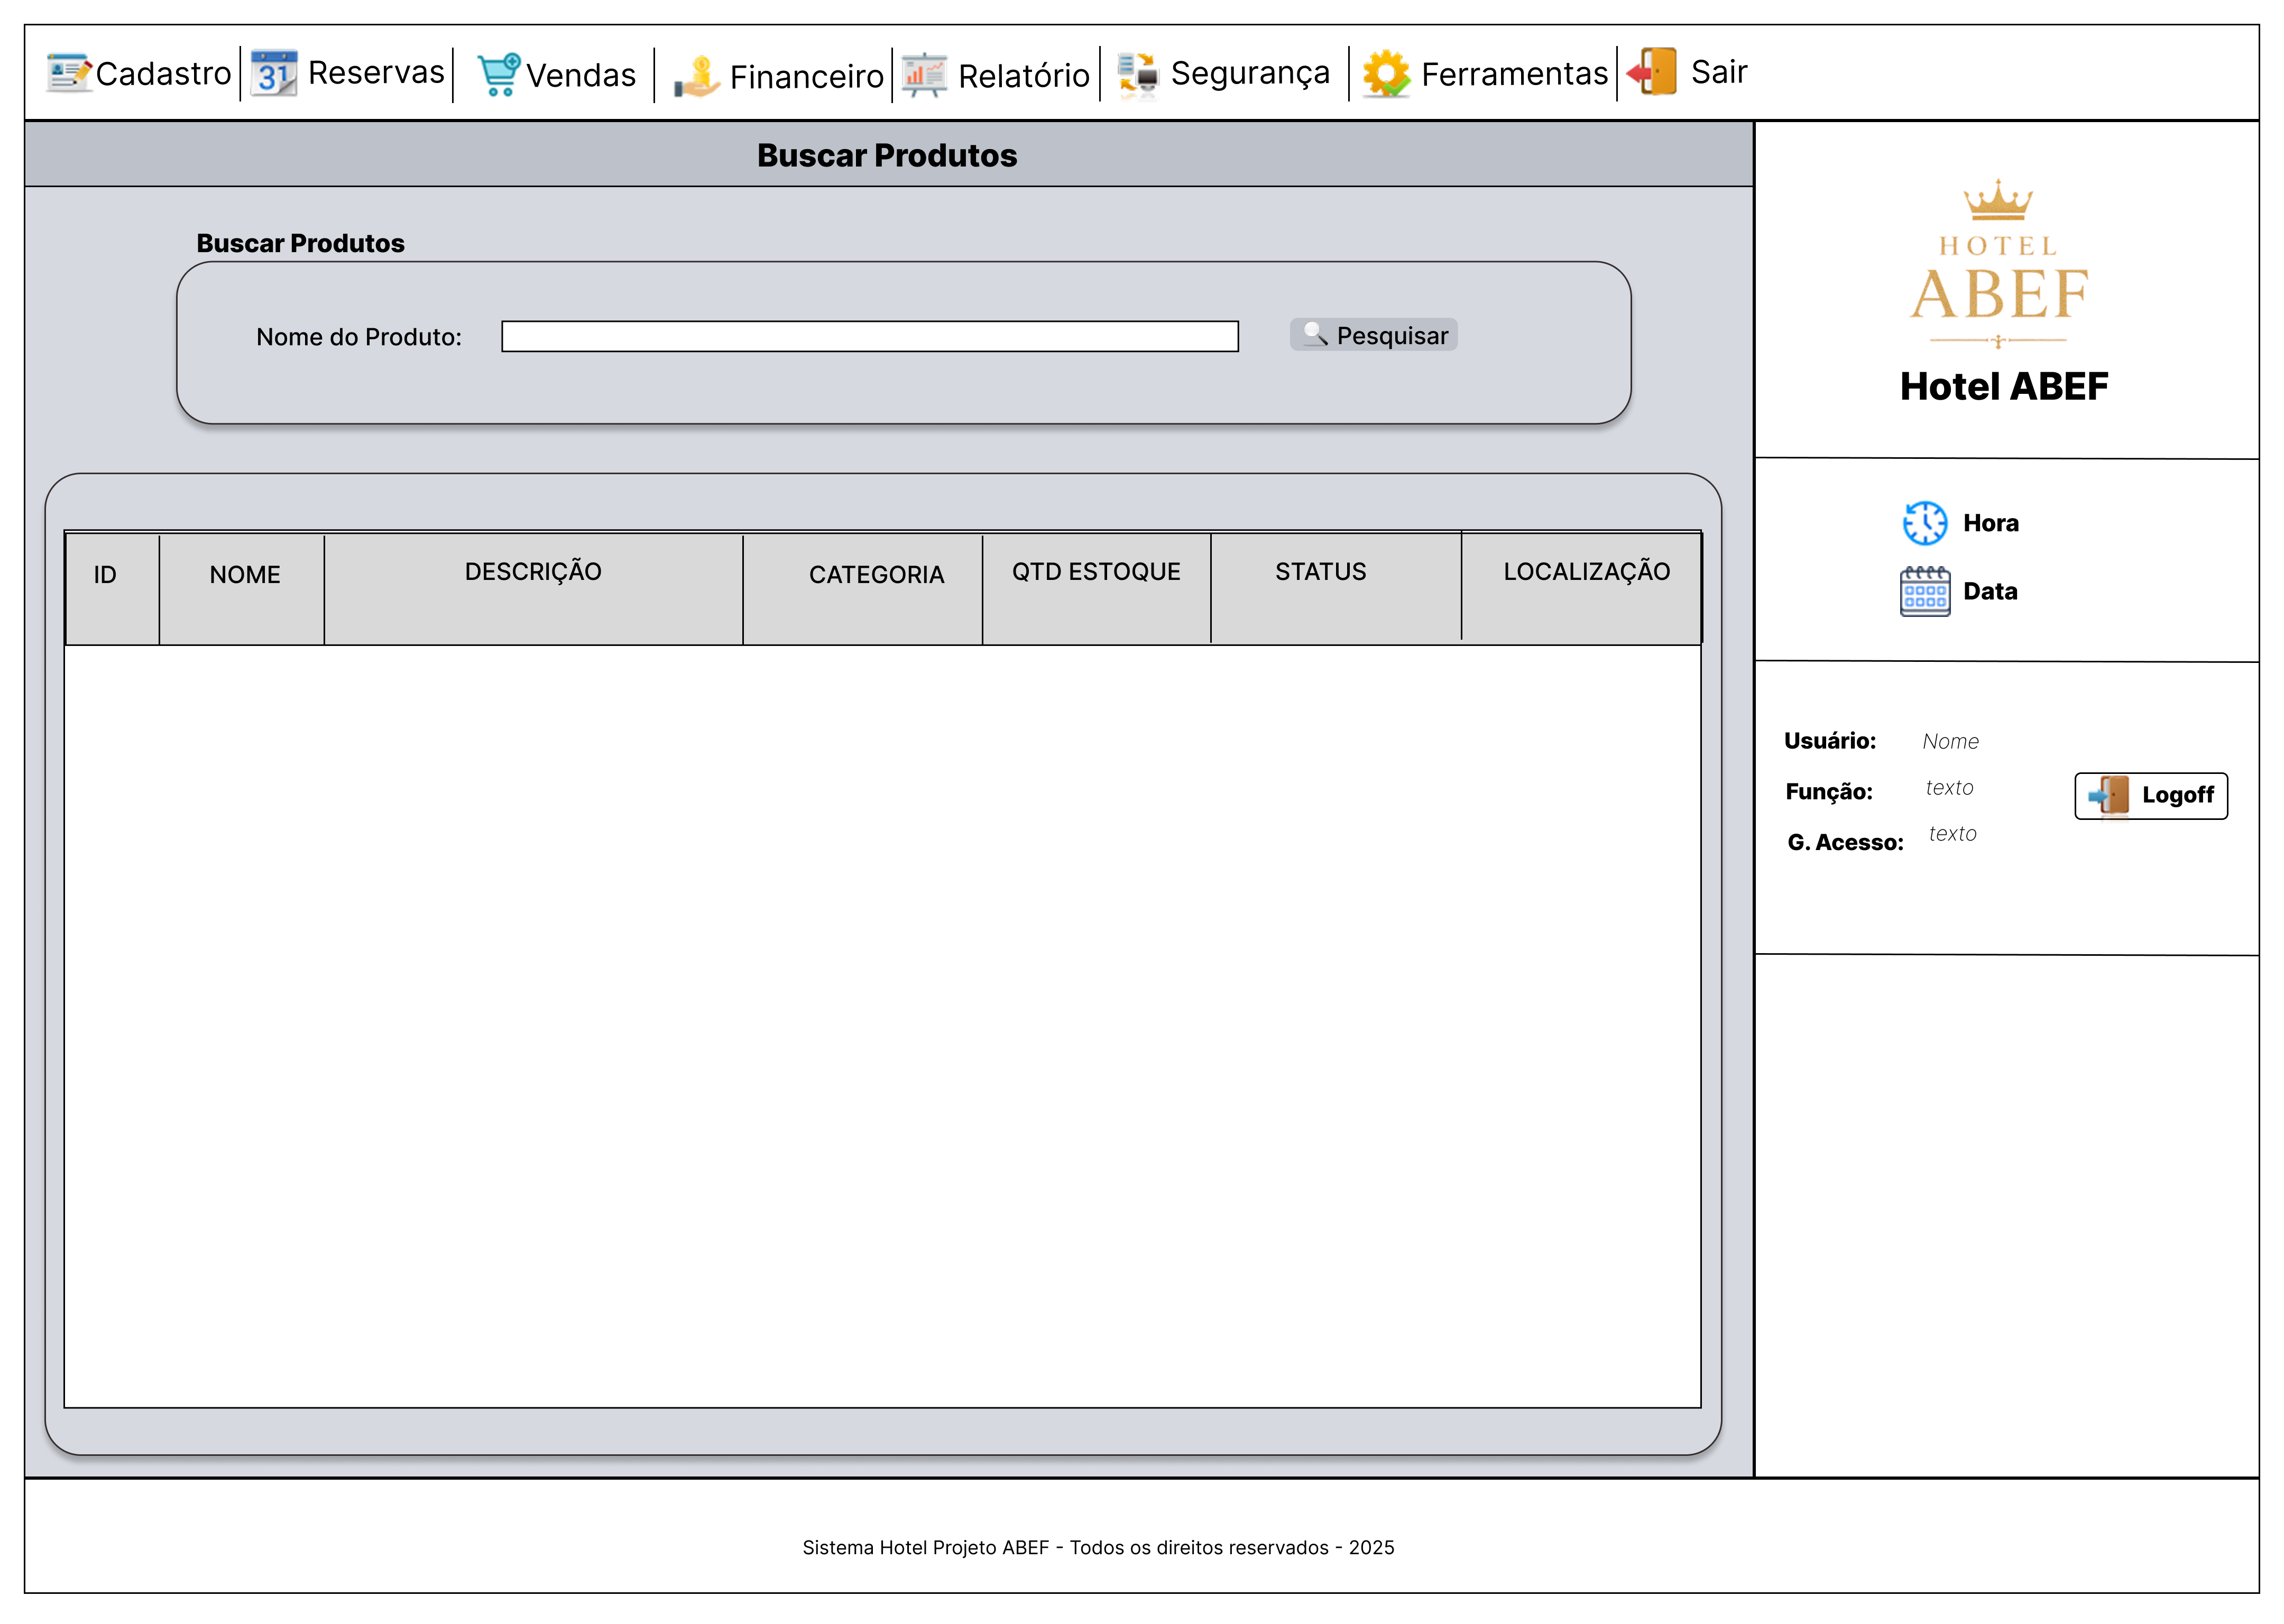 Cadastro
31
Reservas
Vendas
Financeiro
Relatório
Segurança
Ferramentas
Sair
Buscar Produtos
Buscar Produtos
Nome do Produto:
Pesquisar
ID
NOME
DESCRIÇÃO
CATEGORIA
QTD ESTOQUE
STATUS
LOCALIZAÇÃO
HOTEL
ABEF
Hotel ABEF
Hora
Data
Usuário: Nome
Função: texto
G. Acesso: texto
Logoff
Sistema Hotel Projeto ABEF - Todos os direitos reservados - 2025